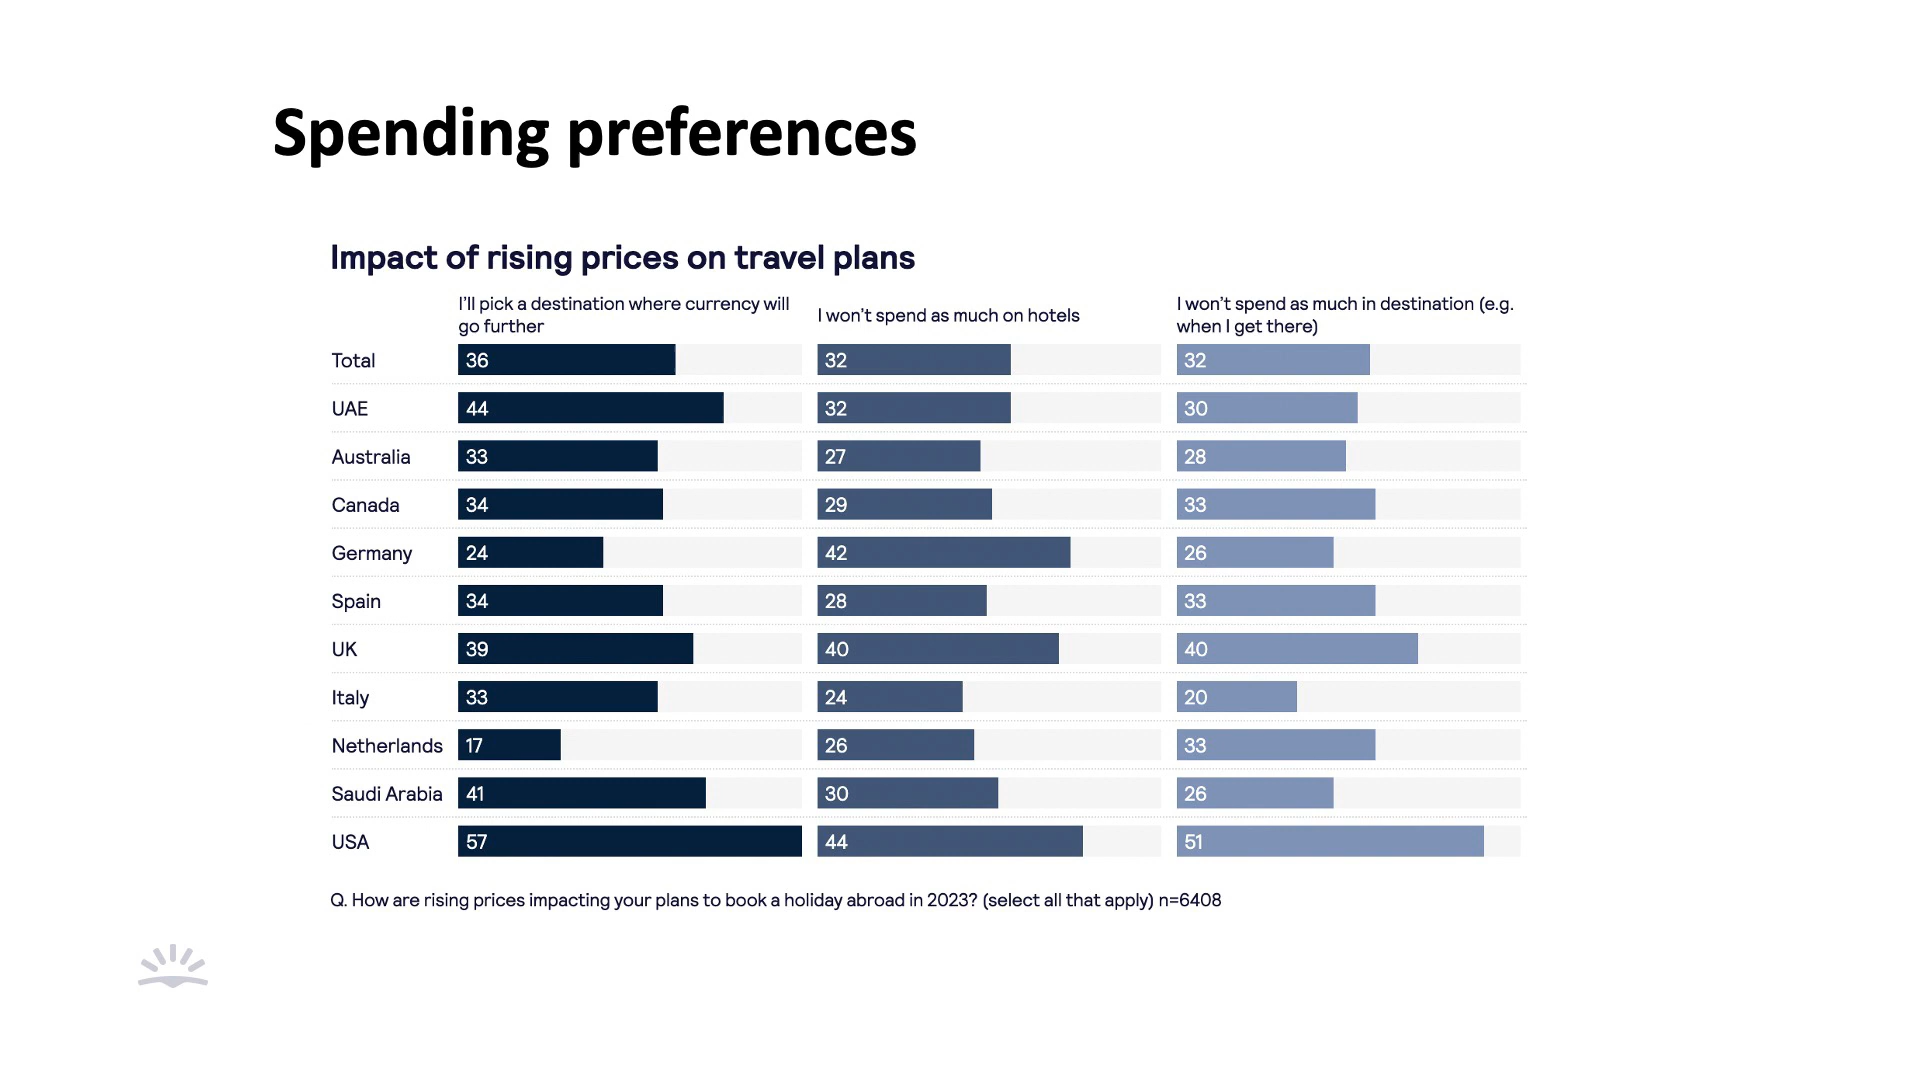 Spending preferences
Impact of rising prices on travel plans
I'll pick a destination where currency will
go further
I won't spend as much on hotels
I won't spend as much in destination (e.g.
when I get there)
Total 36 32 32
UAE 44 32 30
Australia 33 27 28
Canada 34 29 33
Germany 24 42 26
Spain 34 28 33
UK 39 40 40
Italy 33 24 20
Netherlands 17 26 33
Saudi Arabia 41 30 26
USA 57 44 51
Q. How are rising prices impacting your plans to book a holiday abroad in 2023? (select all that apply) n=6408